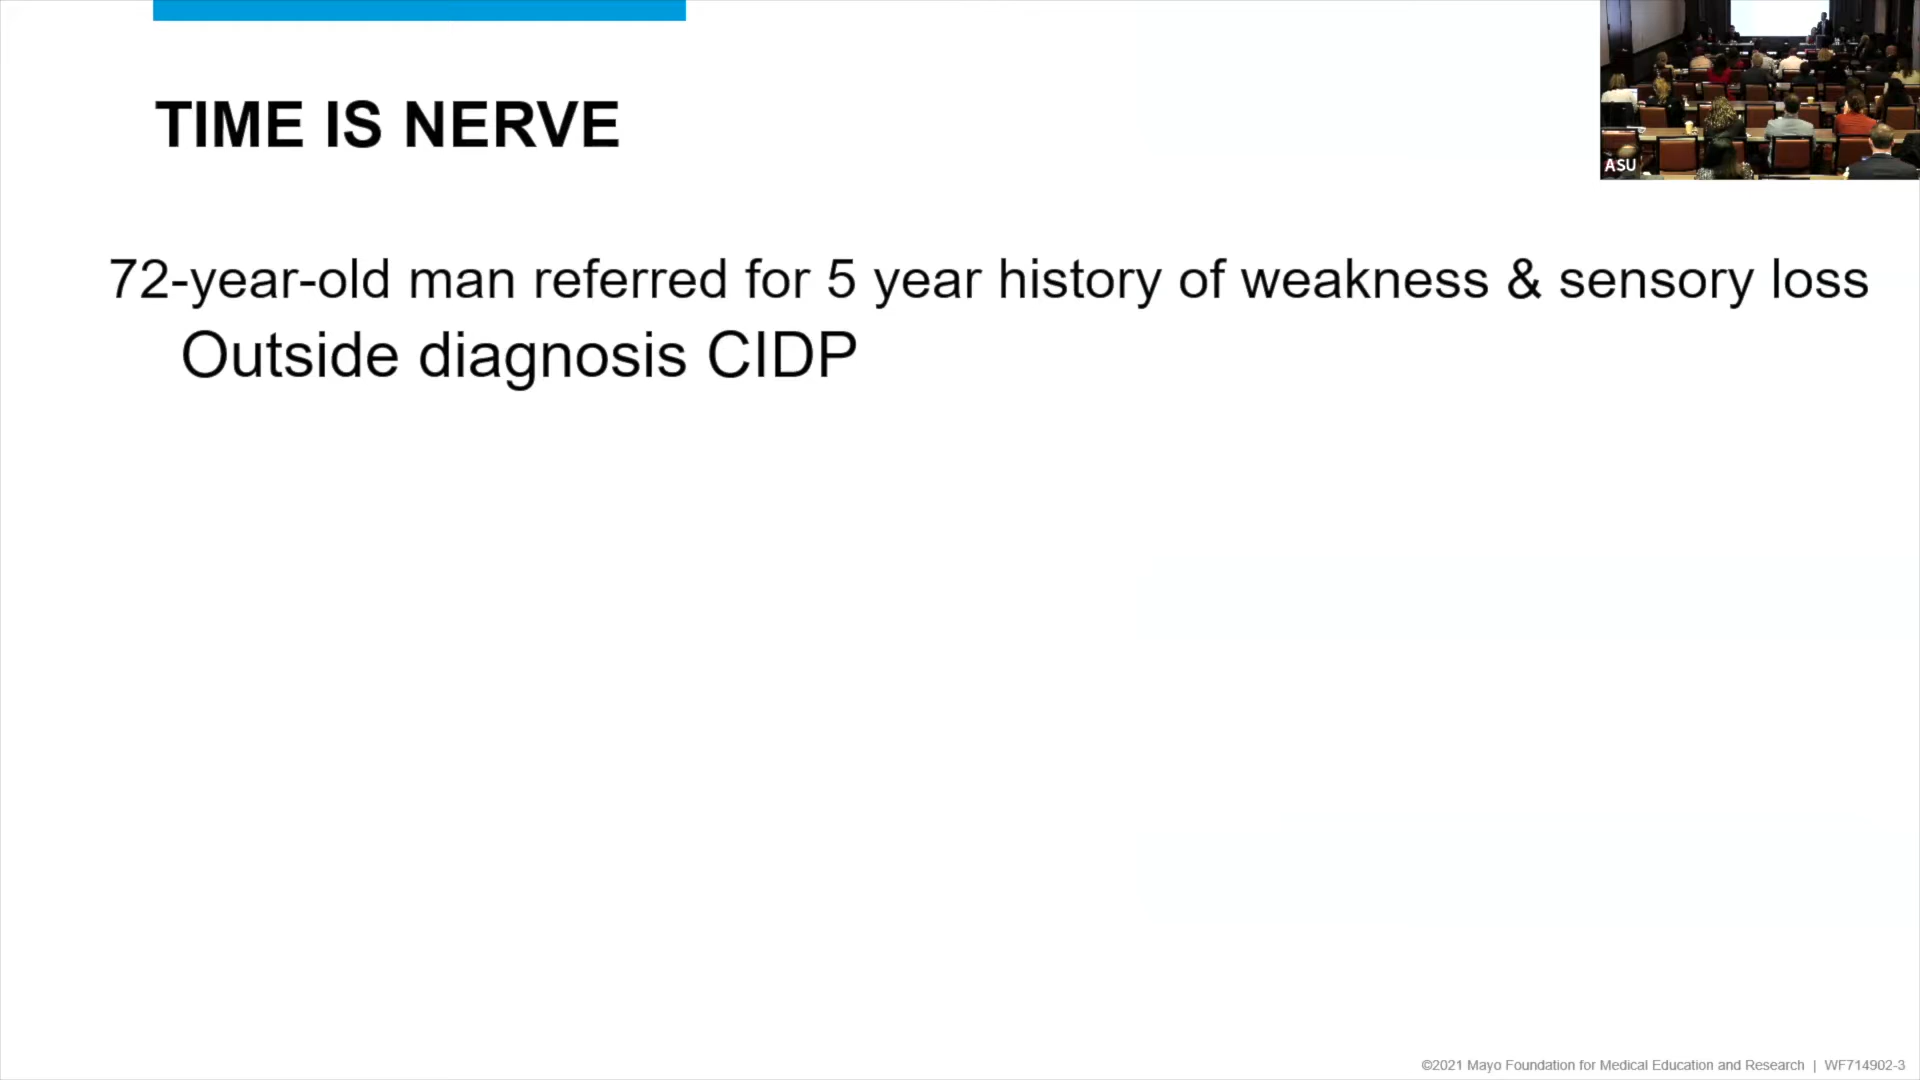 TIME IS NERVE
ASU
72-year-old man referred for 5 year history of weakness & sensory loss
Outside diagnosis CIDP
©2021 Mayo Foundation for Medical Education and Research | WF714902-3